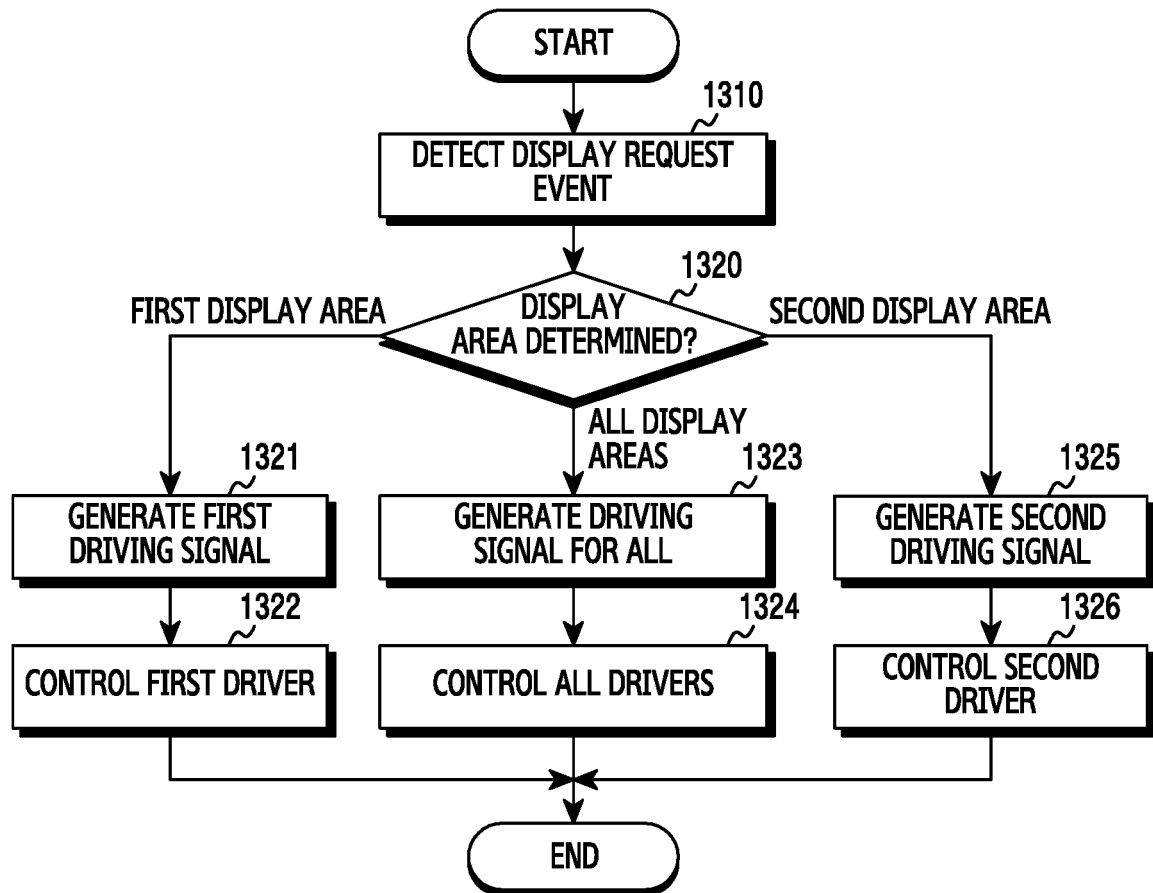 START
1310
DETECT DISPLAY REQUEST
EVENT
1320
FIRST DISPLAY AREA
DISPLAY
AREA DETERMINED?
SECOND DISPLAY AREA
ALL DISPLAY
AREAS
1321
GENERATE FIRST
DRIVING SIGNAL
1323
GENERATE DRIVING
SIGNAL FOR ALL
1325
GENERATE SECOND
DRIVING SIGNAL
1322
CONTROL FIRST DRIVER
1324
CONTROL ALL DRIVERS
1326
CONTROL SECOND
DRIVER
END